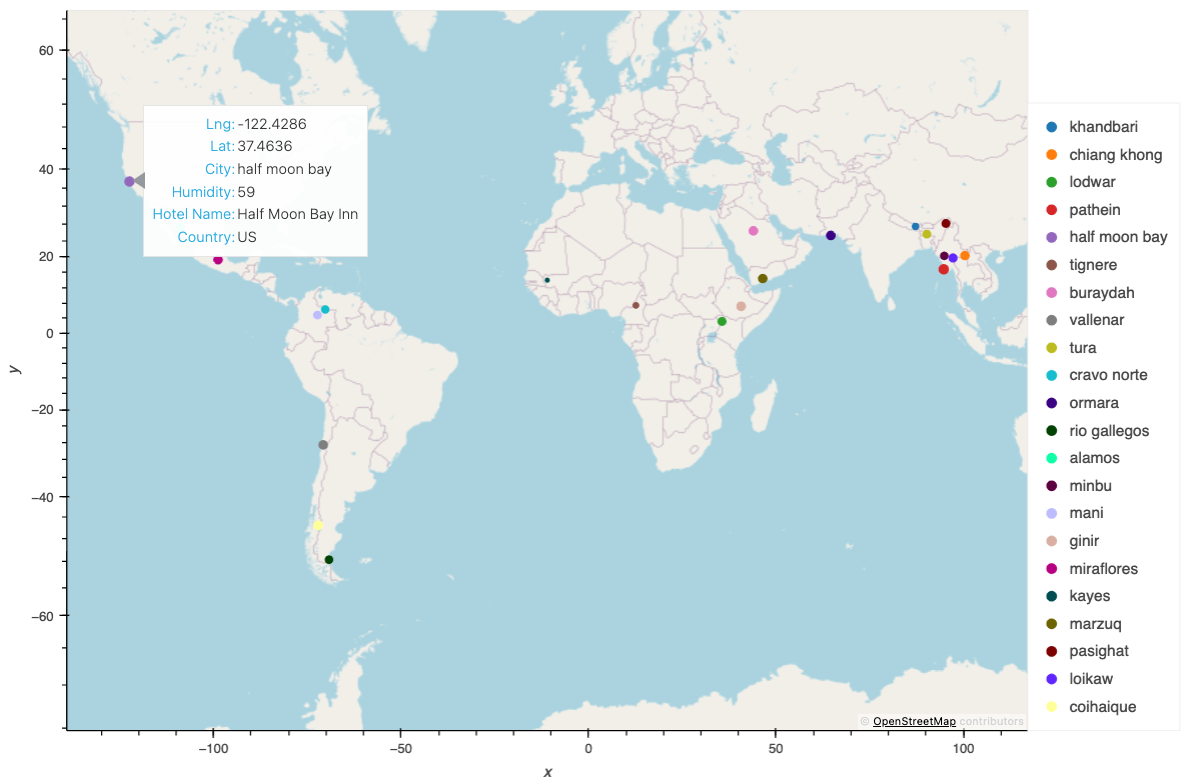 60
40
20
0
−20
−40
−60
y
Lng: -122.4286
Lat: 37.4636
City: half moon bay
Humidity: 59
Hotel Name: Half Moon Bay Inn
Country: US
khandbari
chiang khong
lodwar
pathein
half moon bay
tignere
buraydah
vallenar
tura
cravo norte
ormara
rio gallegos
alamos
minbu
mani
ginir
miraflores
kayes
marzuq
pasighat
loikaw
coihaique
© OpenStreetMap contributors
−100 −50 0 50 100
x